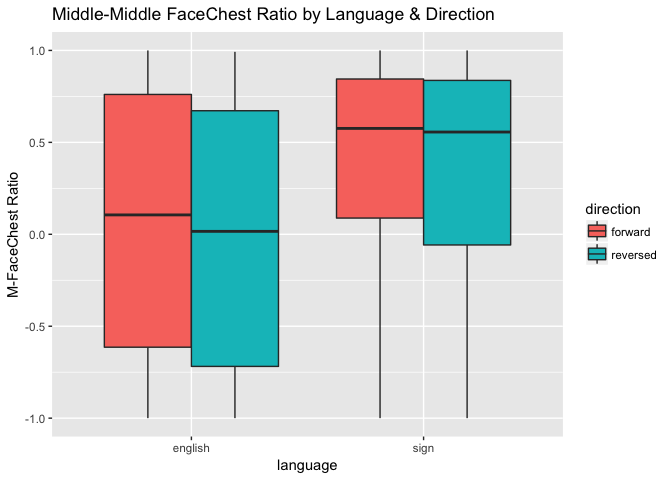 Middle-Middle FaceChest Ratio by Language & Direction
M-FaceChest Ratio
1.0
0.5
0.0
-0.5
-1.0
english
sign
language
direction
forward
reversed